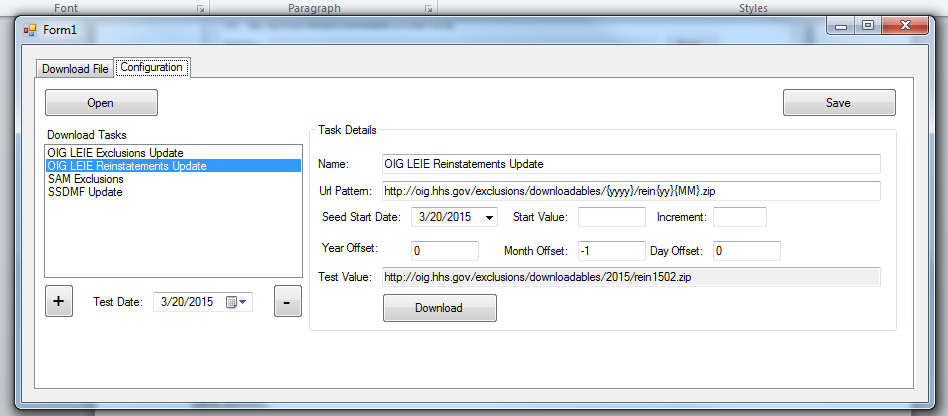 Font Paragraph Styles
Form1
Download File Configuration
Open Save
Download Tasks
OIG LEIE Exclusions Update
OIG LEIE Reinstatements Update
SAM Exclusions
SSDMF Update
+ Test Date: 3/20/2015 -
Task Details
Name: OIG LEIE Reinstatements Update
Url Pattern: http://oig.hhs.gov/exclusions/downloadables/{yyyy}/rein{yy}{MM}.zip
Seed Start Date: 3/20/2015 Start Value: Increment:
Year Offset: 0 Month Offset: -1 Day Offset: 0
Test Value: http://oig.hhs.gov/exclusions/downloadables/2015/rein1502.zip
Download